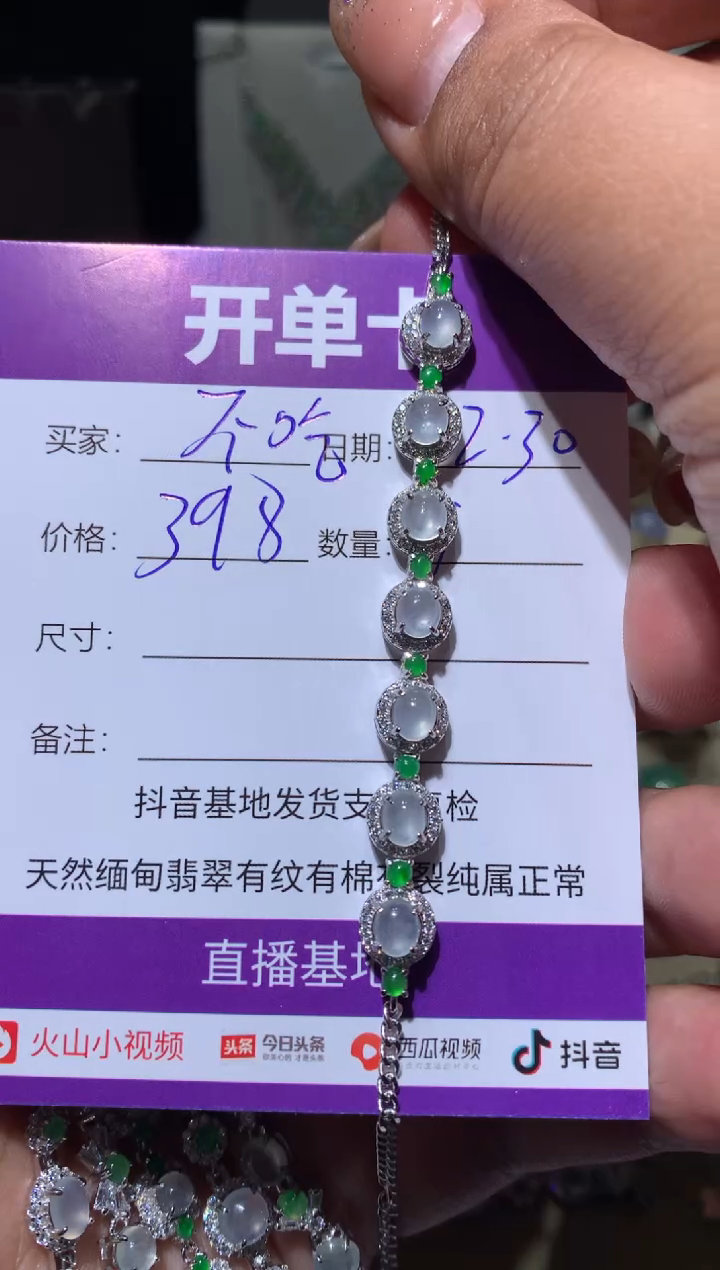 开单卡
买家： 日期： 2·30
价格：398 数量：
尺寸：
备注：
抖音基地发货支 检
天然缅甸翡翠有纹有棉 裂纯属正常
直播基地
火山小视频 头条 今日头条 西瓜视频 抖音